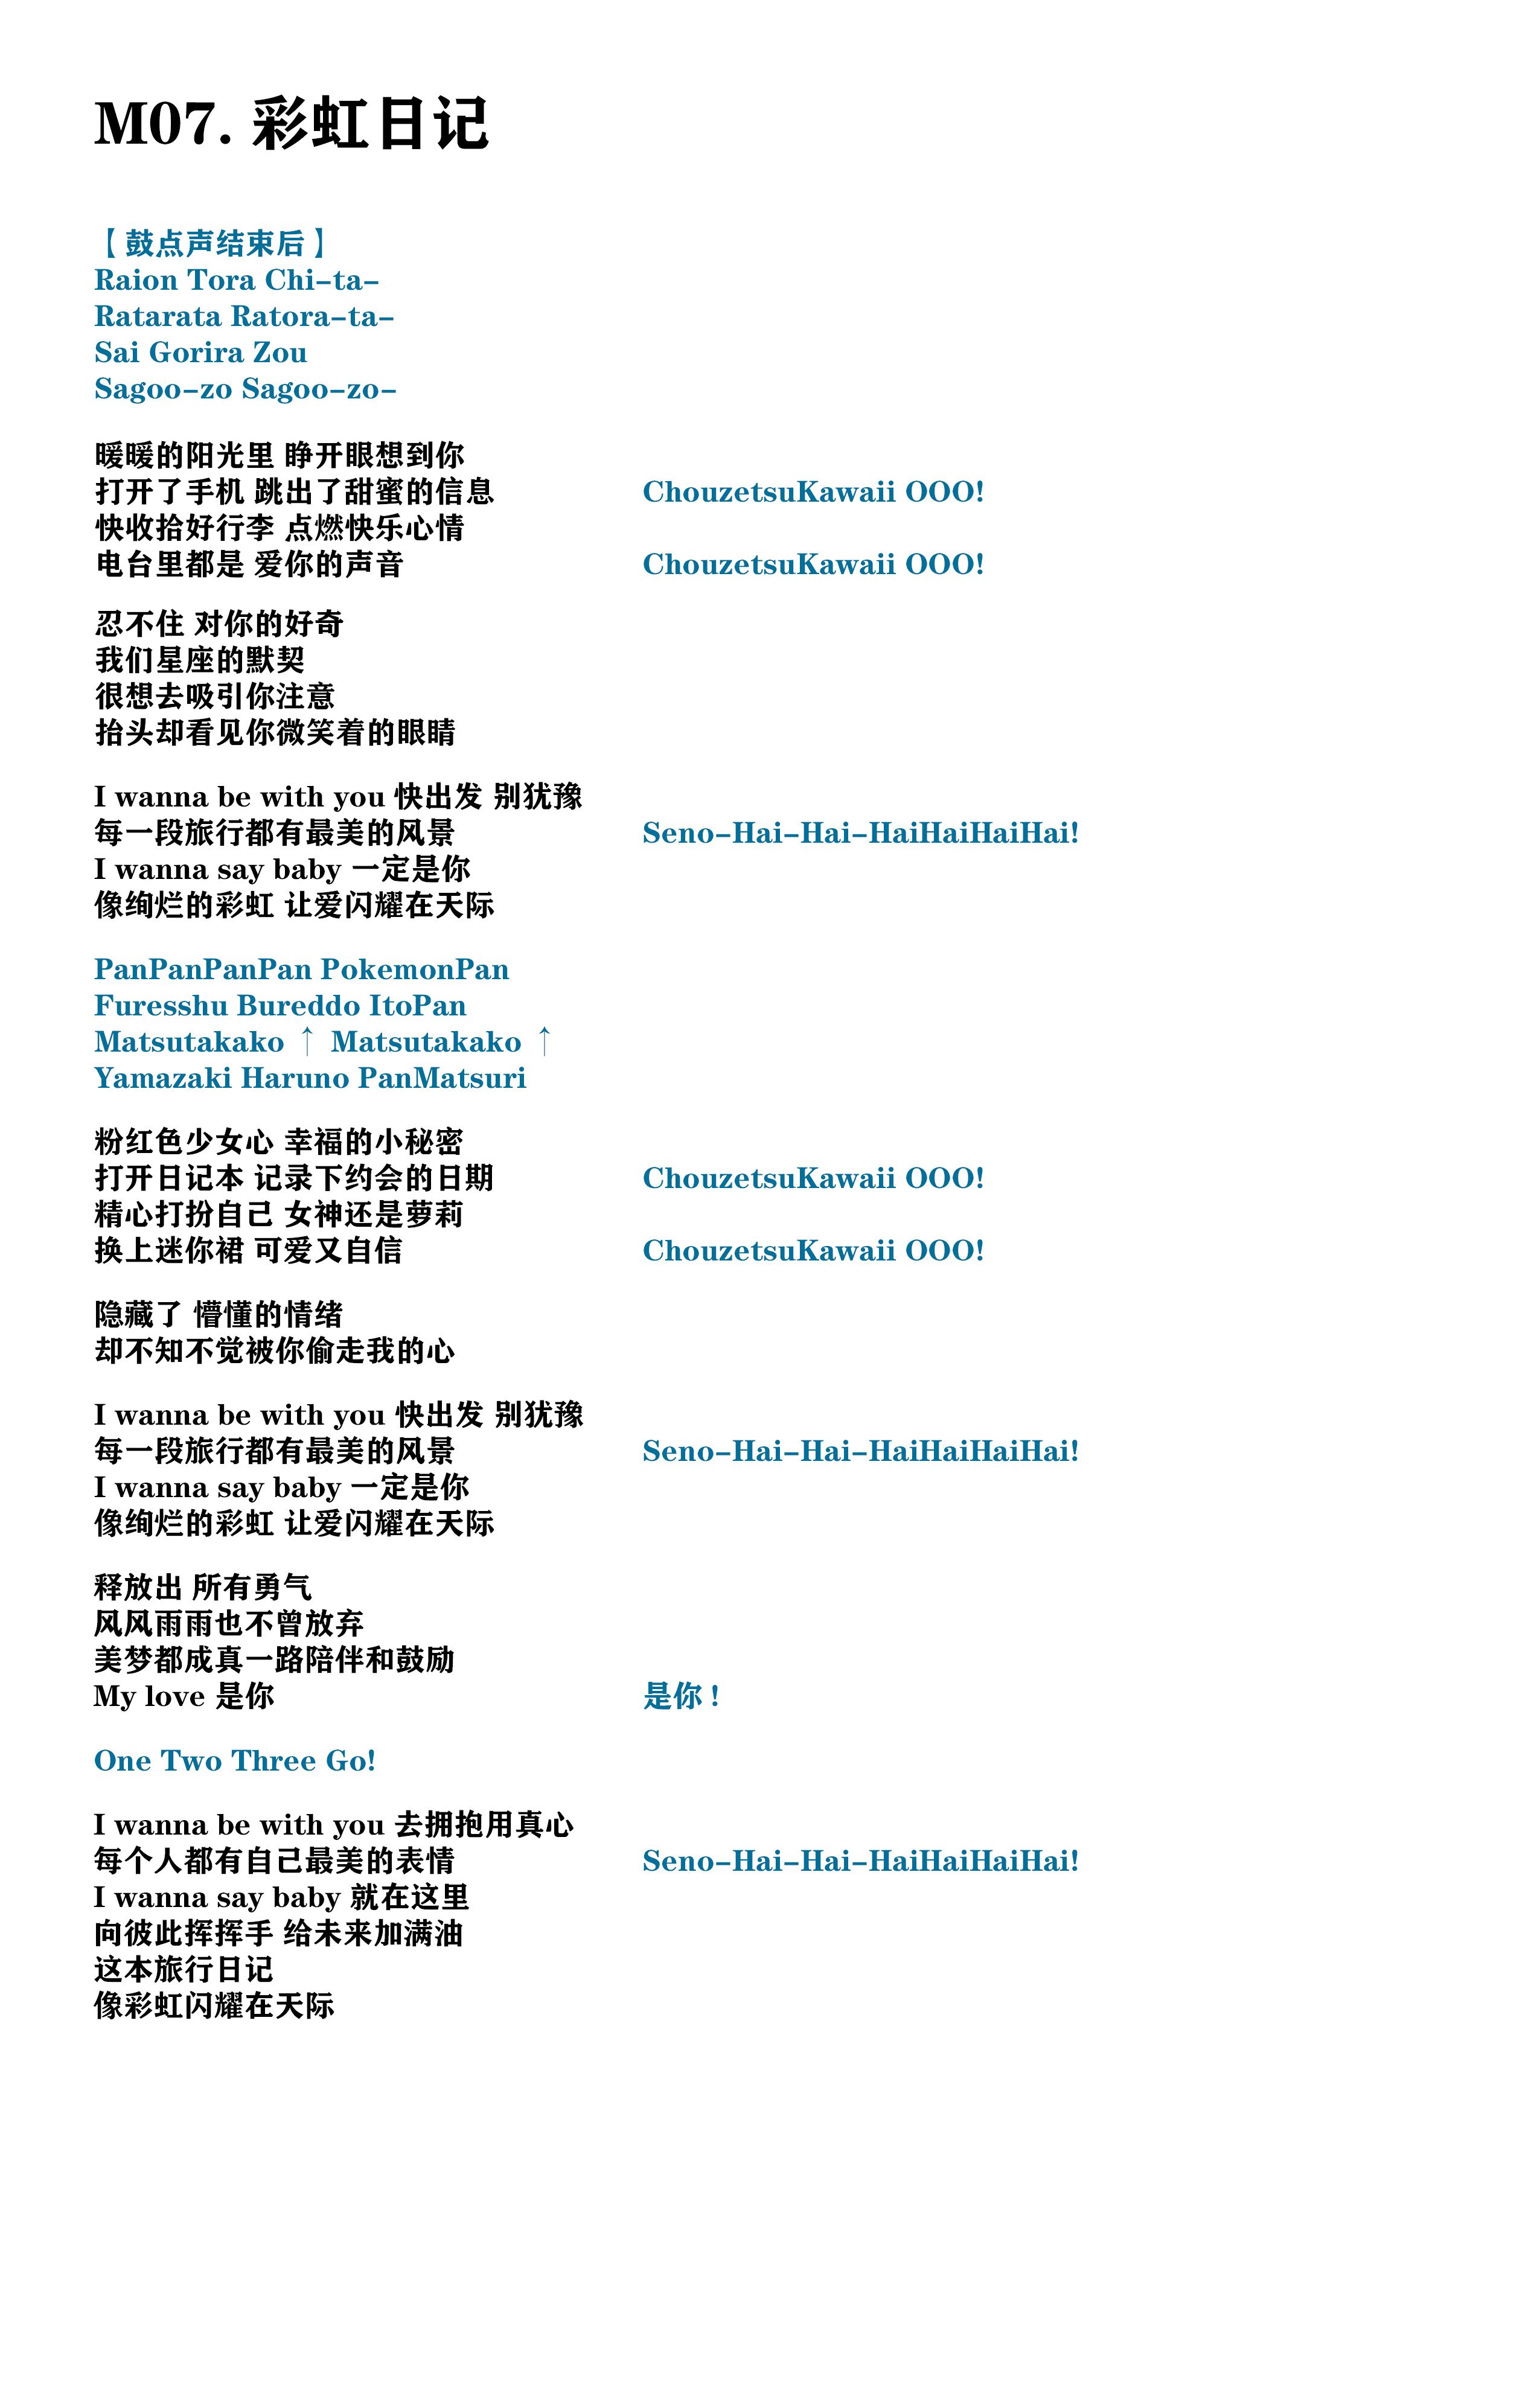 M07. 彩虹日记
【鼓点声结束后】
Raion Tora Chi-ta-
Ratarata Ratora-ta-
Sai Gorira Zou
Sagoo-zo Sagoo-zo-
暖暖的阳光里 睁开眼想到你
打开了手机 跳出了甜蜜的信息 ChouzetsuKawaii OOO!
快收拾好行李 点燃快乐心情
电台里都是 爱你的声音 ChouzetsuKawaii OOO!
忍不住 对你的好奇
我们星座的默契
很想去吸引你注意
抬头却看见你微笑着的眼睛
I wanna be with you 快出发 别犹豫
每一段旅行都有最美的风景 Seno-Hai-Hai-HaiHaiHaiHai!
I wanna say baby 一定是你
像绚烂的彩虹 让爱闪耀在天际
PanPanPanPan PokemonPan
Furesshu Bureddo ItoPan
Matsutakako ↑ Matsutakako ↑
Yamazaki Haruno PanMatsuri
粉红色少女心 幸福的小秘密
打开日记本 记录下约会的日期 ChouzetsuKawaii OOO!
精心打扮自己 女神还是萝莉
换上迷你裙 可爱又自信 ChouzetsuKawaii OOO!
隐藏了 懵懂的情绪
却不知不觉被你偷走我的心
I wanna be with you 快出发 别犹豫
每一段旅行都有最美的风景 Seno-Hai-Hai-HaiHaiHaiHai!
I wanna say baby 一定是你
像绚烂的彩虹 让爱闪耀在天际
释放出 所有勇气
风风雨雨也不曾放弃
美梦都成真一路陪伴和鼓励
My love 是你 是你！
One Two Three Go!
I wanna be with you 去拥抱用真心
每个人都有自己最美的表情 Seno-Hai-Hai-HaiHaiHaiHai!
I wanna say baby 就在这里
向彼此挥挥手 给未来加满油
这本旅行日记
像彩虹闪耀在天际